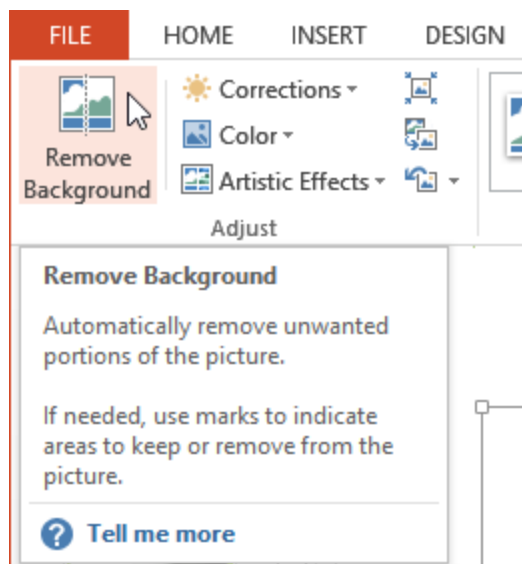 FILE HOME INSERT DESIGN
Remove
Background
Corrections
Color
Artistic Effects
Adjust
Remove Background
Automatically remove unwanted
portions of the picture.
If needed, use marks to indicate
areas to keep or remove from the
picture.
? Tell me more